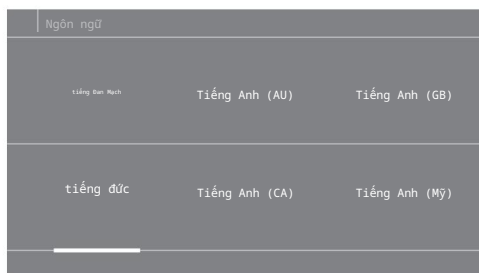 Ngôn ngữ
tiếng Đan Mạch Tiếng Anh (AU) Tiếng Anh (GB)
tiếng đức Tiếng Anh (CA) Tiếng Anh (Mỹ)